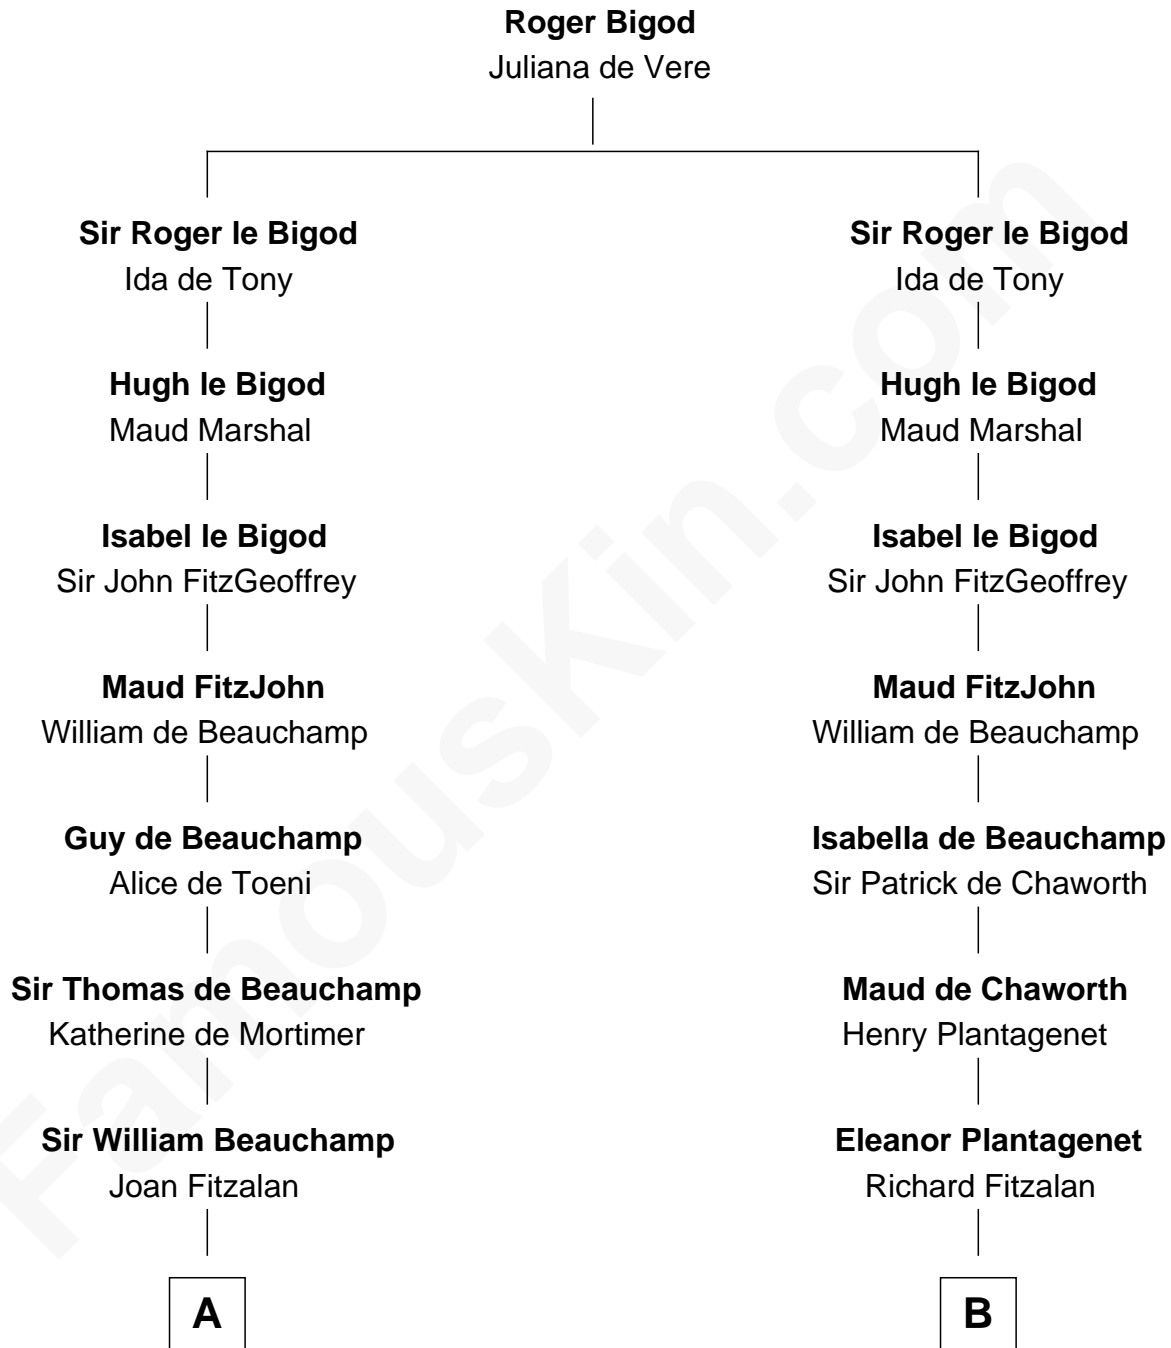 Roger Bigod
Juliana de Vere
Sir Roger le Bigod
Ida de Tony
Hugh le Bigod
Maud Marshal
Isabel le Bigod
Sir John FitzGeoffrey
Maud FitzJohn
William de Beauchamp
Guy de Beauchamp
Alice de Toeni
Sir Thomas de Beauchamp
Katherine de Mortimer
Sir William Beauchamp
Joan Fitzalan
A
Sir Roger le Bigod
Ida de Tony
Hugh le Bigod
Maud Marshal
Isabel le Bigod
Sir John FitzGeoffrey
Maud FitzJohn
William de Beauchamp
Isabella de Beauchamp
Sir Patrick de Chaworth
Maud de Chaworth
Henry Plantagenet
Eleanor Plantagenet
Richard Fitzalan
B
FamousKin.com